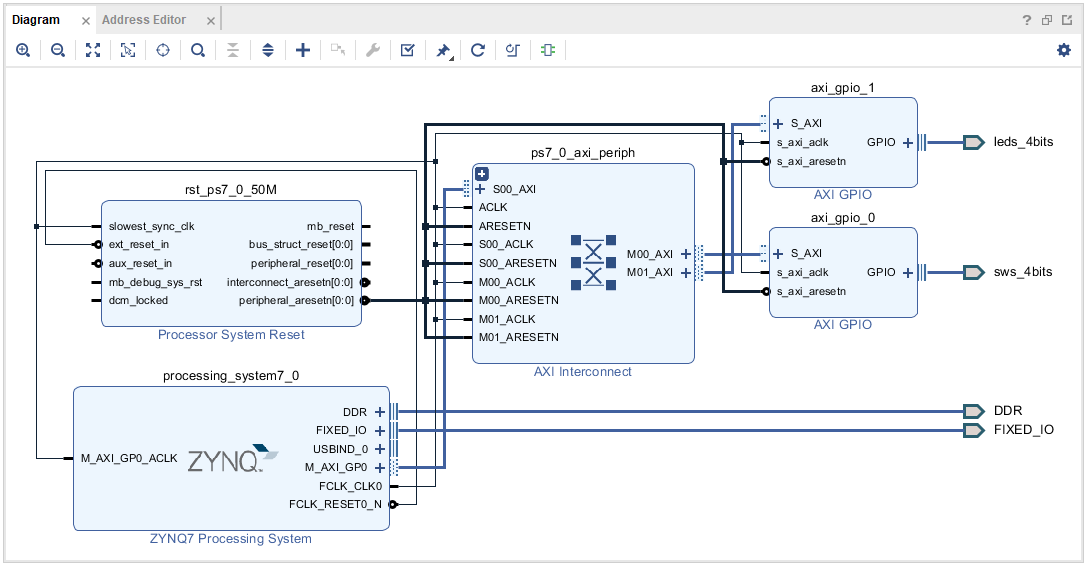 Diagram × Address Editor ×
?
axi_gpio_1
S_AXI
s_axi_aclk
s_axi_aresetn
GPIO
AXI GPIO
leds_4bits
ps7_0_axi_periph
S00_AXI
ACLK
ARESETN
S00_ACLK
S00_ARESETN
M00_ACLK
M00_ARESETN
M01_ACLK
M01_ARESETN
M00_AXI
M01_AXI
AXI Interconnect
rst_ps7_0_50M
slowest_sync_clk
ext_reset_in
aux_reset_in
mb_debug_sys_rst
dcm_locked
mb_reset
bus_struct_reset[0:0]
peripheral_reset[0:0]
interconnect_aresetn[0:0]
peripheral_aresetn[0:0]
Processor System Reset
axi_gpio_0
S_AXI
s_axi_aclk
s_axi_aresetn
GPIO
AXI GPIO
sws_4bits
processing_system7_0
M_AXI_GP0_ACLK
ZYNQ
DDR
FIXED_IO
USBIND_0
M_AXI_GP0
FCLK_CLK0
FCLK_RESET0_N
ZYNQ7 Processing System
DDR
FIXED_IO